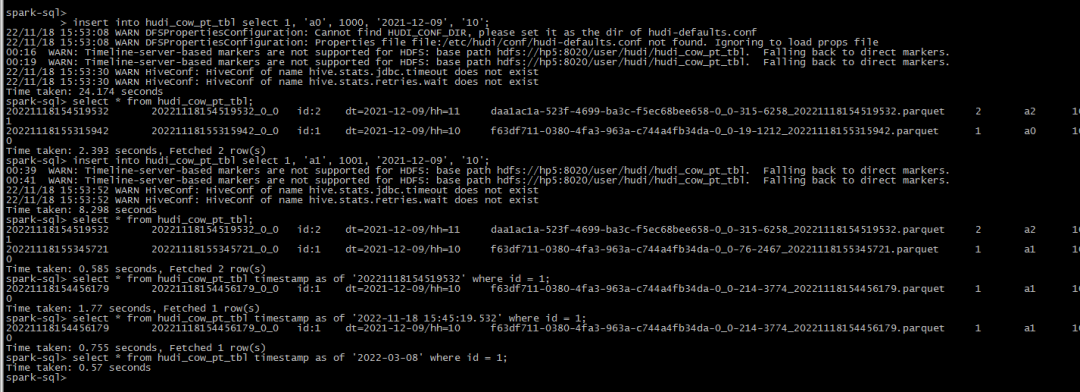 spark-sql>
         > insert into hudi_cow_pt_tbl select 1, 'a0', 1000, '2021-12-09', '10';
22/11/18 15:53:08 WARN DFSPropertiesConfiguration: Cannot find HUDI_CONF_DIR, please set it as the dir of hudi-defaults.conf
22/11/18 15:53:08 WARN DFSPropertiesConfiguration: Properties file file:/etc/hudi/conf/hudi-defaults.conf not found. Ignoring to load props file
00:16  WARN: Timeline-server-based markers are not supported for HDFS: base path hdfs://hp5:8020/user/hudi/hudi_cow_pt_tbl.  Falling back to direct markers.
00:19  WARN: Timeline-server-based markers are not supported for HDFS: base path hdfs://hp5:8020/user/hudi/hudi_cow_pt_tbl.  Falling back to direct markers.
22/11/18 15:53:30 WARN HiveConf: HiveConf of name hive.stats.jdbc.timeout does not exist
22/11/18 15:53:30 WARN HiveConf: HiveConf of name hive.stats.retries.wait does not exist
Time taken: 24.174 seconds
spark-sql> select * from hudi_cow_pt_tbl;
20221118154519532 20221118154519532_0_0 id:2 dt=2021-12-09/hh=11 daa1ac1a-523f-4699-ba3c-f5ec68bee658-0_0-315-6258_20221118154519532.parquet 2 a2 10
1
20221118155315942 20221118155315942_0_0 id:1 dt=2021-12-09/hh=10 f63df711-0380-4fa3-963a-c744a4fb34da-0_0-19-1212_20221118155315942.parquet 1 a0 10
0
Time taken: 2.393 seconds, Fetched 2 row(s)
spark-sql> insert into hudi_cow_pt_tbl select 1, 'a1', 1001, '2021-12-09', '10';
00:39  WARN: Timeline-server-based markers are not supported for HDFS: base path hdfs://hp5:8020/user/hudi/hudi_cow_pt_tbl.  Falling back to direct markers.
00:41  WARN: Timeline-server-based markers are not supported for HDFS: base path hdfs://hp5:8020/user/hudi/hudi_cow_pt_tbl.  Falling back to direct markers.
22/11/18 15:53:52 WARN HiveConf: HiveConf of name hive.stats.jdbc.timeout does not exist
22/11/18 15:53:52 WARN HiveConf: HiveConf of name hive.stats.retries.wait does not exist
Time taken: 8.298 seconds
spark-sql> select * from hudi_cow_pt_tbl;
20221118154519532 20221118154519532_0_0 id:2 dt=2021-12-09/hh=11 daa1ac1a-523f-4699-ba3c-f5ec68bee658-0_0-315-6258_20221118154519532.parquet 2 a2 10
1
20221118155345721 20221118155345721_0_0 id:1 dt=2021-12-09/hh=10 f63df711-0380-4fa3-963a-c744a4fb34da-0_0-76-2467_20221118155345721.parquet 1 a1 10
0
Time taken: 0.585 seconds, Fetched 2 row(s)
spark-sql> select * from hudi_cow_pt_tbl timestamp as of '20221118154519532' where id = 1;
20221118154456179 20221118154456179_0_0 id:1 dt=2021-12-09/hh=10 f63df711-0380-4fa3-963a-c744a4fb34da-0_0-214-3774_20221118154456179.parquet 1 a1 10
0
Time taken: 1.77 seconds, Fetched 1 row(s)
spark-sql> select * from hudi_cow_pt_tbl timestamp as of '2022-11-18 15:45:19.532' where id = 1;
20221118154456179 20221118154456179_0_0 id:1 dt=2021-12-09/hh=10 f63df711-0380-4fa3-963a-c744a4fb34da-0_0-214-3774_20221118154456179.parquet 1 a1 10
0
Time taken: 0.755 seconds, Fetched 1 row(s)
spark-sql> select * from hudi_cow_pt_tbl timestamp as of '2022-03-08' where id = 1;
Time taken: 0.57 seconds
spark-sql>